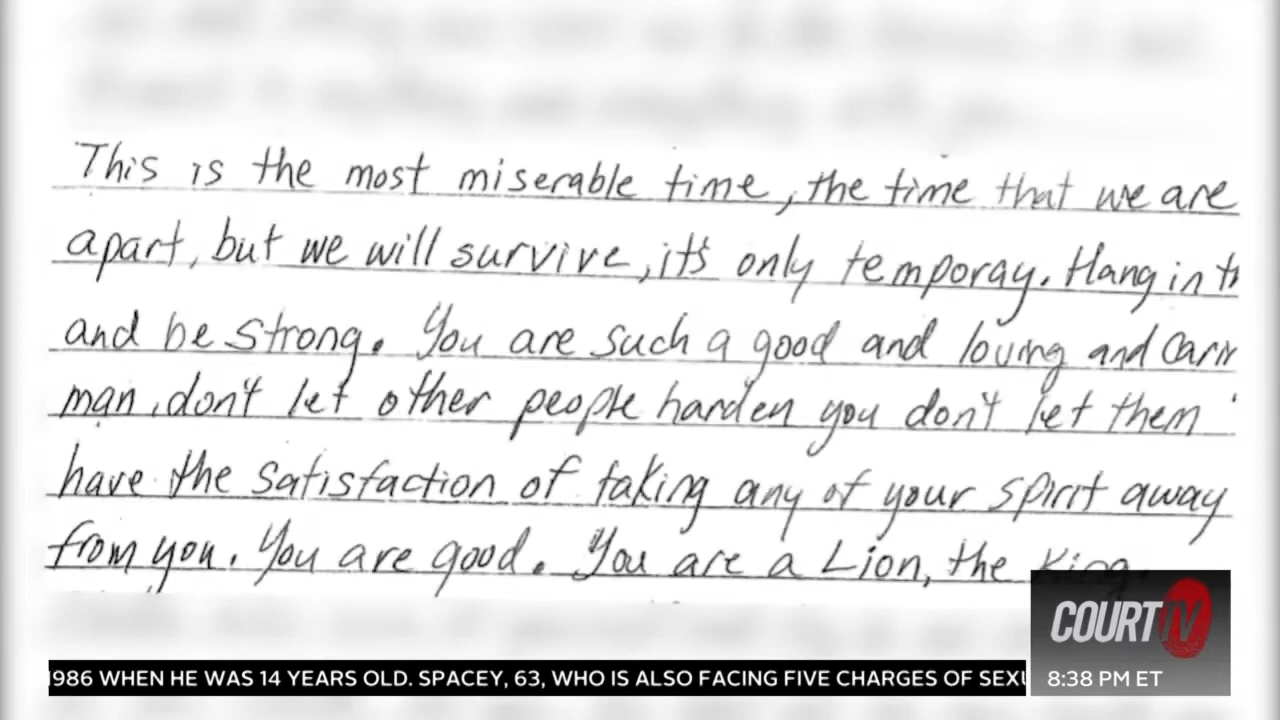 This is the most miserable time, the time that we are
apart, but we will survive, it's only temporay. Hang in th
and be strong. You are such a good and loving and carin
man, don't let other people harden you don't let them
have the satisfaction of taking any of your spirit away
from you. You are good. You are a Lion, the King.
COURT TV
1986 WHEN HE WAS 14 YEARS OLD. SPACEY, 63, WHO IS ALSO FACING FIVE CHARGES OF SEXU
8:38 PM ET